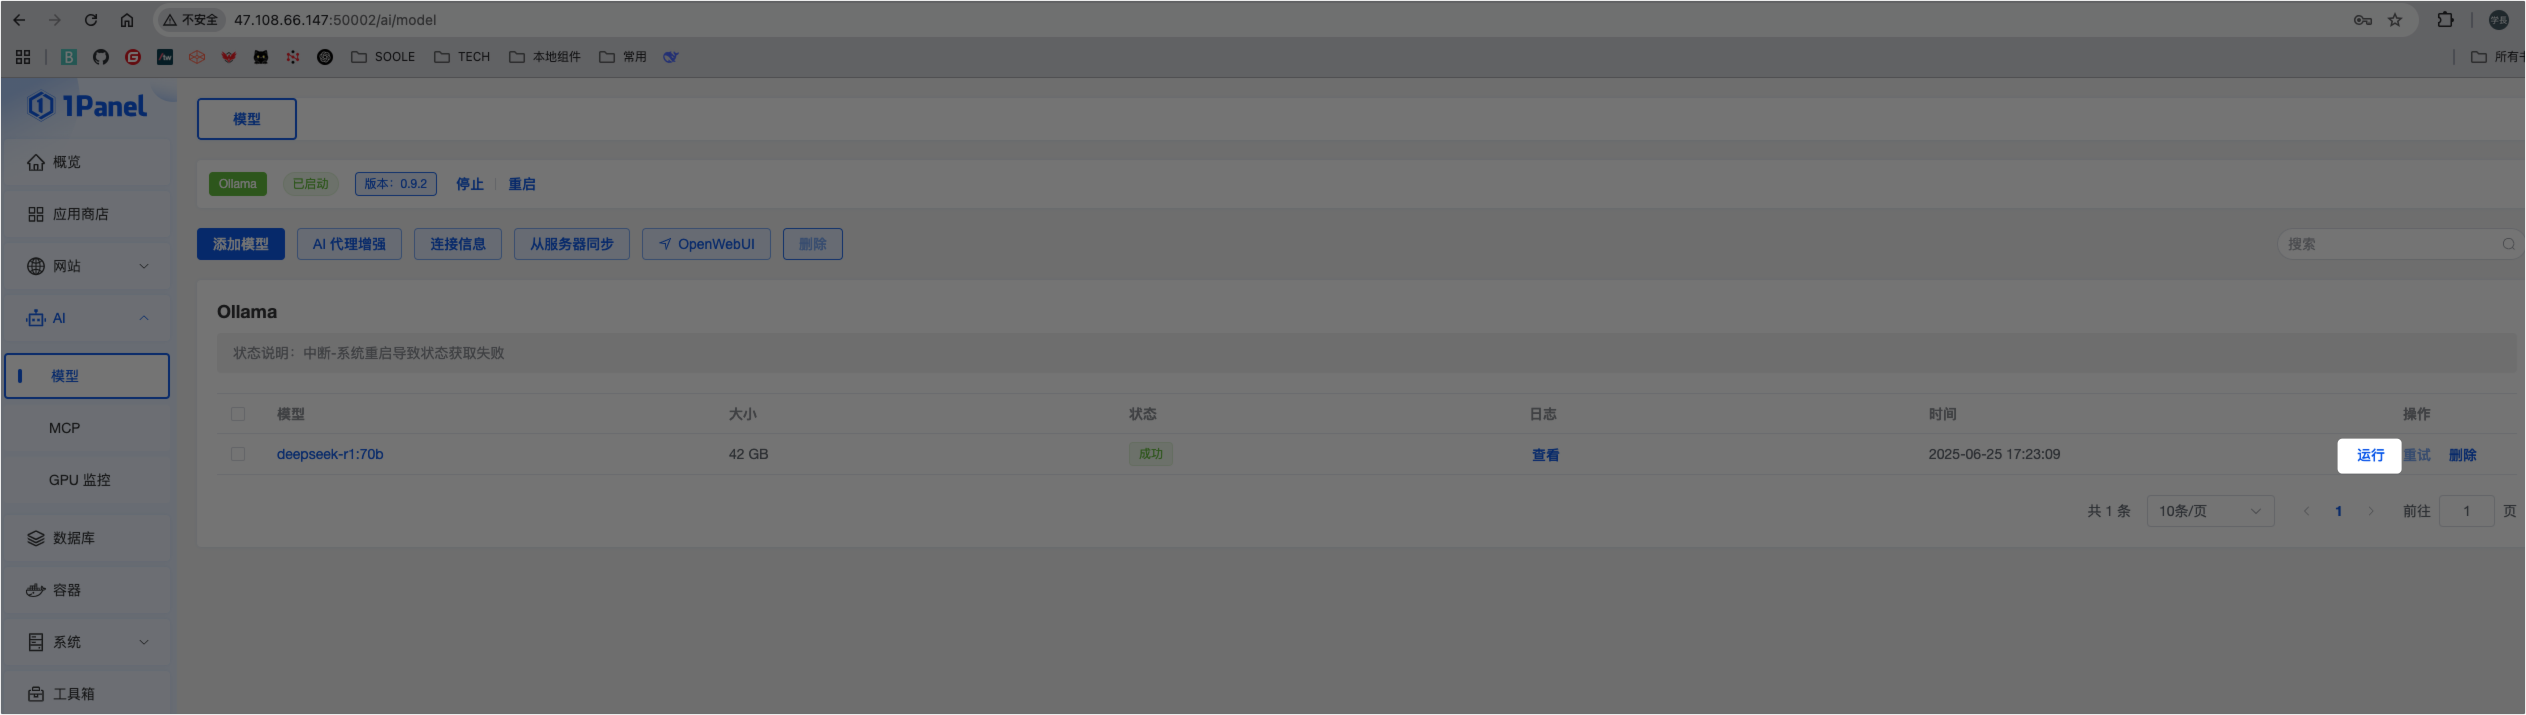 不安全 47.108.66.147:50002/ai/model
SOOLE TECH 本地组件 常用
1Panel
模型
概览
Ollama 已启动 版本：0.9.2 停止 重启
应用商店
添加模型 AI 代理增强 连接信息 从服务器同步 OpenWebUI 删除 搜索
网站
Ollama
AI
状态说明：中断-系统重启导致状态获取失败
模型
模型 大小 状态 日志 时间 操作
MCP
deepseek-r1:70b 42 GB 成功 查看 2025-06-25 17:23:09 运行 重试 删除
GPU 监控
共 1 条 10条/页 1 前往 1 页
数据库
容器
系统
工具箱